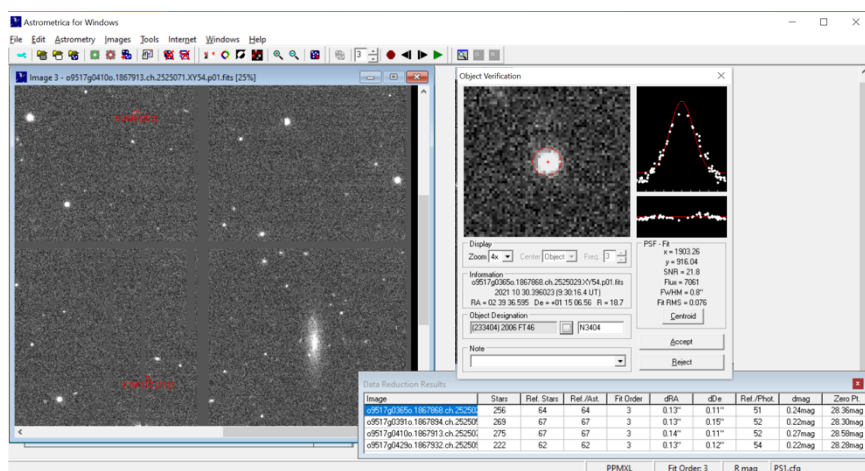 Astrometrica for Windows
File Edit Astrometry Images Tools Internet Windows Help
3
Image 3 - o9517g0410o.1867913.ch.2525071.XY54.p01.fits [25%]
Object Verification
Display
Zoom 4x Center Object Freq. 3
Information
o9517g0365o.1867868.ch.2525029.XY54.p01.fits
2021 10 30.396023 (9:30:16.4 UT)
RA = 02 39 36.595 De = +01 15 06.56 R = 18.7
Object Designation
(233404) 2006 FT46 ... N3404
Note
PSF - Fit
x = 1903.26
y = 916.04
SNR = 21.8
Flux = 7061
FWHM = 0.8"
Fit RMS = 0.076
Centroid
Accept
Reject
Data Reduction Results
Image Stars Ref. Stars Ref./Ast. Fit Order dRA dDe Ref./Phot. dmag Zero Pt.
o9517g0365o.1867868.ch.252502 256 64 64 3 0.13" 0.11" 51 0.24mag 28.36mag
o9517g0391o.1867894.ch.252505 269 67 67 3 0.13" 0.15" 52 0.22mag 28.30mag
o9517g0410o.1867913.ch.252507 275 67 67 3 0.14" 0.11" 52 0.27mag 28.58mag
o9517g0429o.1867932.ch.252509 222 62 62 3 0.13" 0.12" 54 0.22mag 28.28mag
PPMXL Fit Order: 3 R mag PS1.cfg